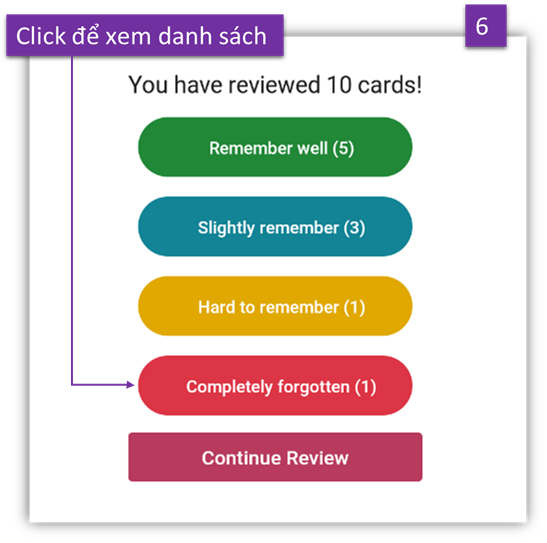 Click để xem danh sách
6
You have reviewed 10 cards!
Remember well (5)
Slightly remember (3)
Hard to remember (1)
Completely forgotten (1)
Continue Review